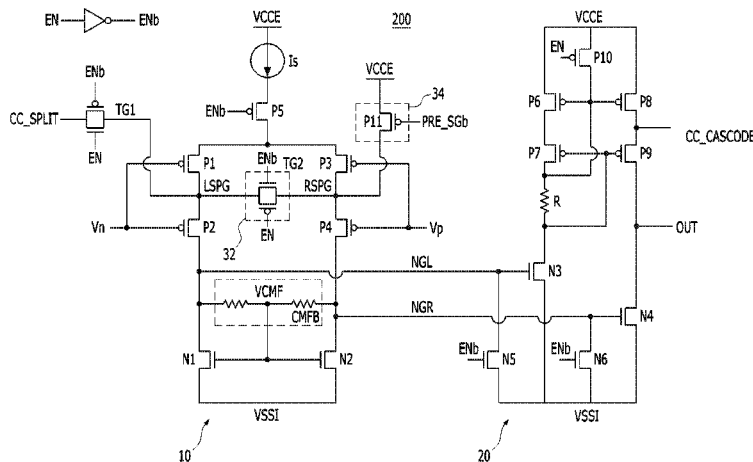 EN ENb VCCE 200 VCCE
Is EN P10
ENb VCCE 34
CC_SPLIT TG1 ENb P5 P11 PRE_SGb P6 P8
EN CC_CASCODE
P1 ENb TG2 P3 P7 P9
LSPG RSPG
Vn P2 EN P4 Vp R OUT
32
NGL N3
VCMF
CMFB NGR N4
N1 N2 ENb N5 ENb N6
VSSI VSSI
10 20